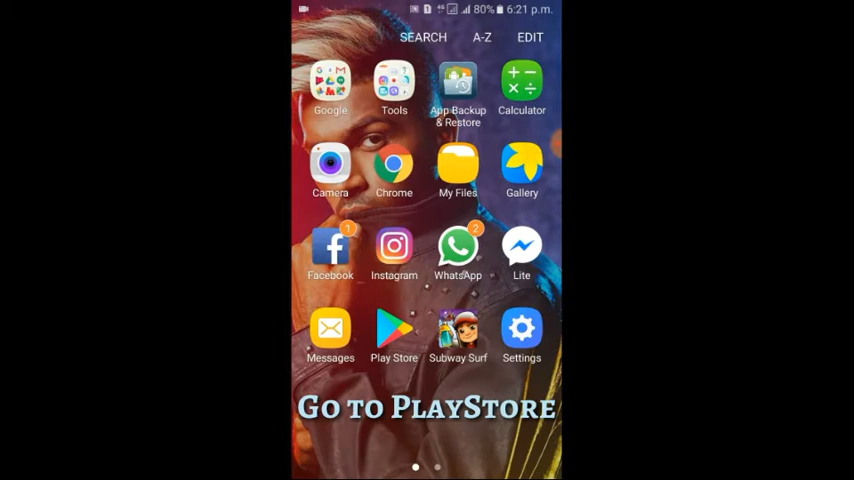 4G 80% 6:21 p.m.
SEARCH A-Z EDIT
Google Tools App Backup & Restore Calculator
Camera Chrome My Files Gallery
1 2
Facebook Instagram WhatsApp Lite
Messages Play Store Subway Surf Settings
Go to PlayStore